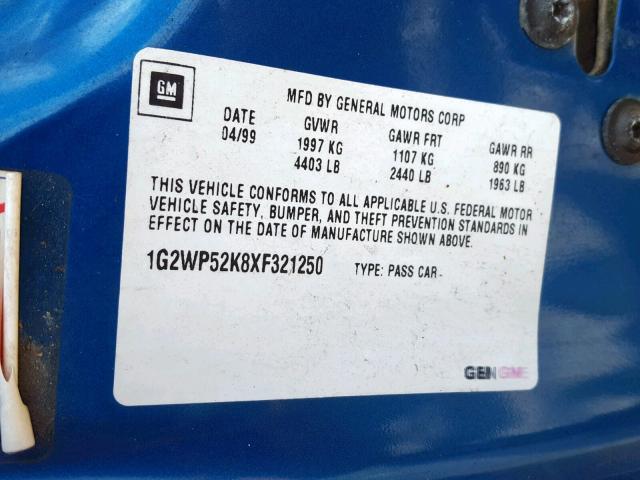 GM
MFD BY GENERAL MOTORS CORP
DATE GVWR GAWR FRT GAWR RR
04/99 1997 KG 1107 KG 890 KG
4403 LB 2440 LB 1963 LB
THIS VEHICLE CONFORMS TO ALL APPLICABLE U.S. FEDERAL MOTOR
VEHICLE SAFETY, BUMPER, AND THEFT PREVENTION STANDARDS IN
EFFECT ON THE DATE OF MANUFACTURE SHOWN ABOVE.
1G2WP52K8XF321250 TYPE: PASS CAR